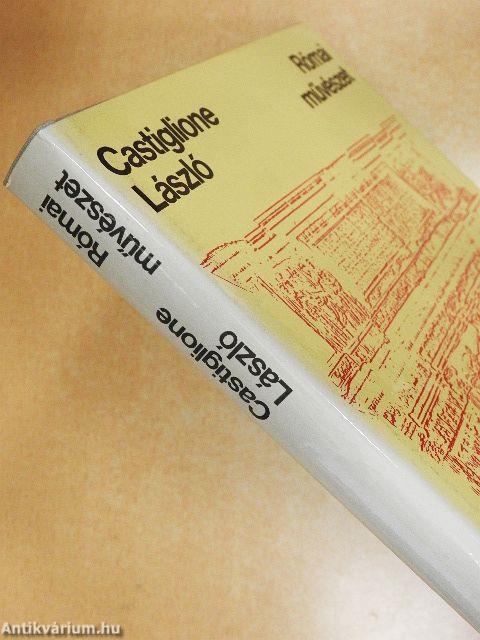 Castiglione
László
Római
művészet
Római
művészet
Castiglione
László
Antikvárium.hu